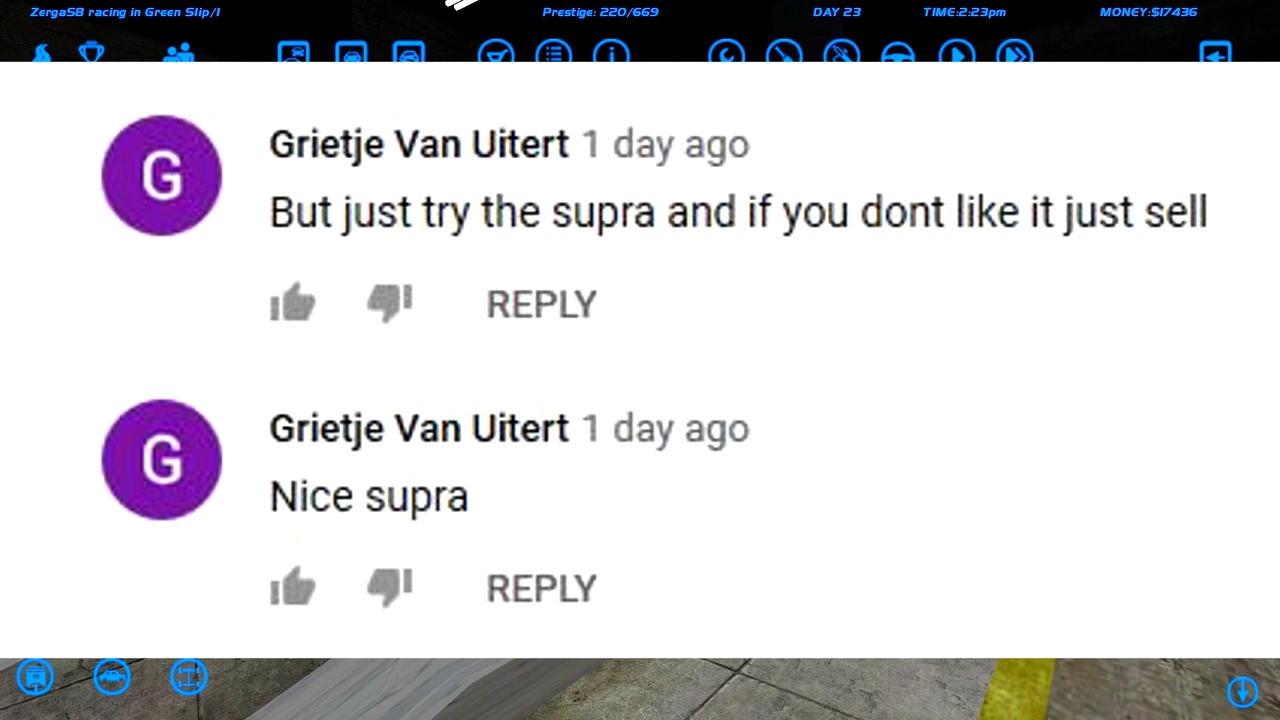 ZergaSB racing in Green Slip/1 Prestige: 220/669 DAY 23 TIME:2:23pm MONEY:$17436
G Grietje Van Uitert 1 day ago
But just try the supra and if you dont like it just sell
REPLY
G Grietje Van Uitert 1 day ago
Nice supra
REPLY